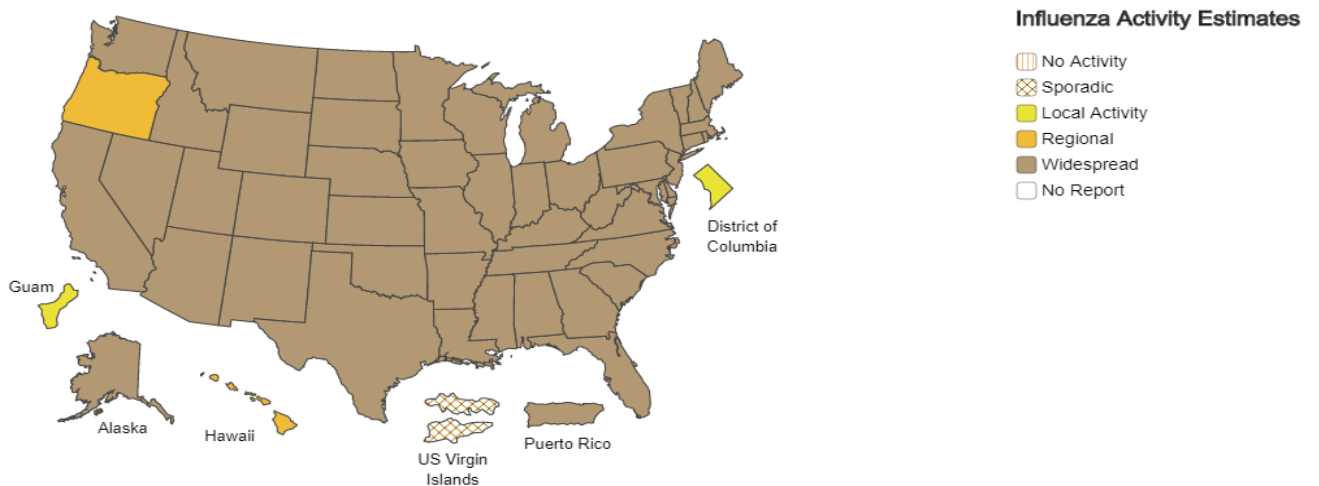 Influenza Activity Estimates
No Activity
Sporadic
Local Activity
Regional
Widespread
No Report
District of
Columbia
Guam
Alaska
Hawaii
US Virgin
Islands
Puerto Rico